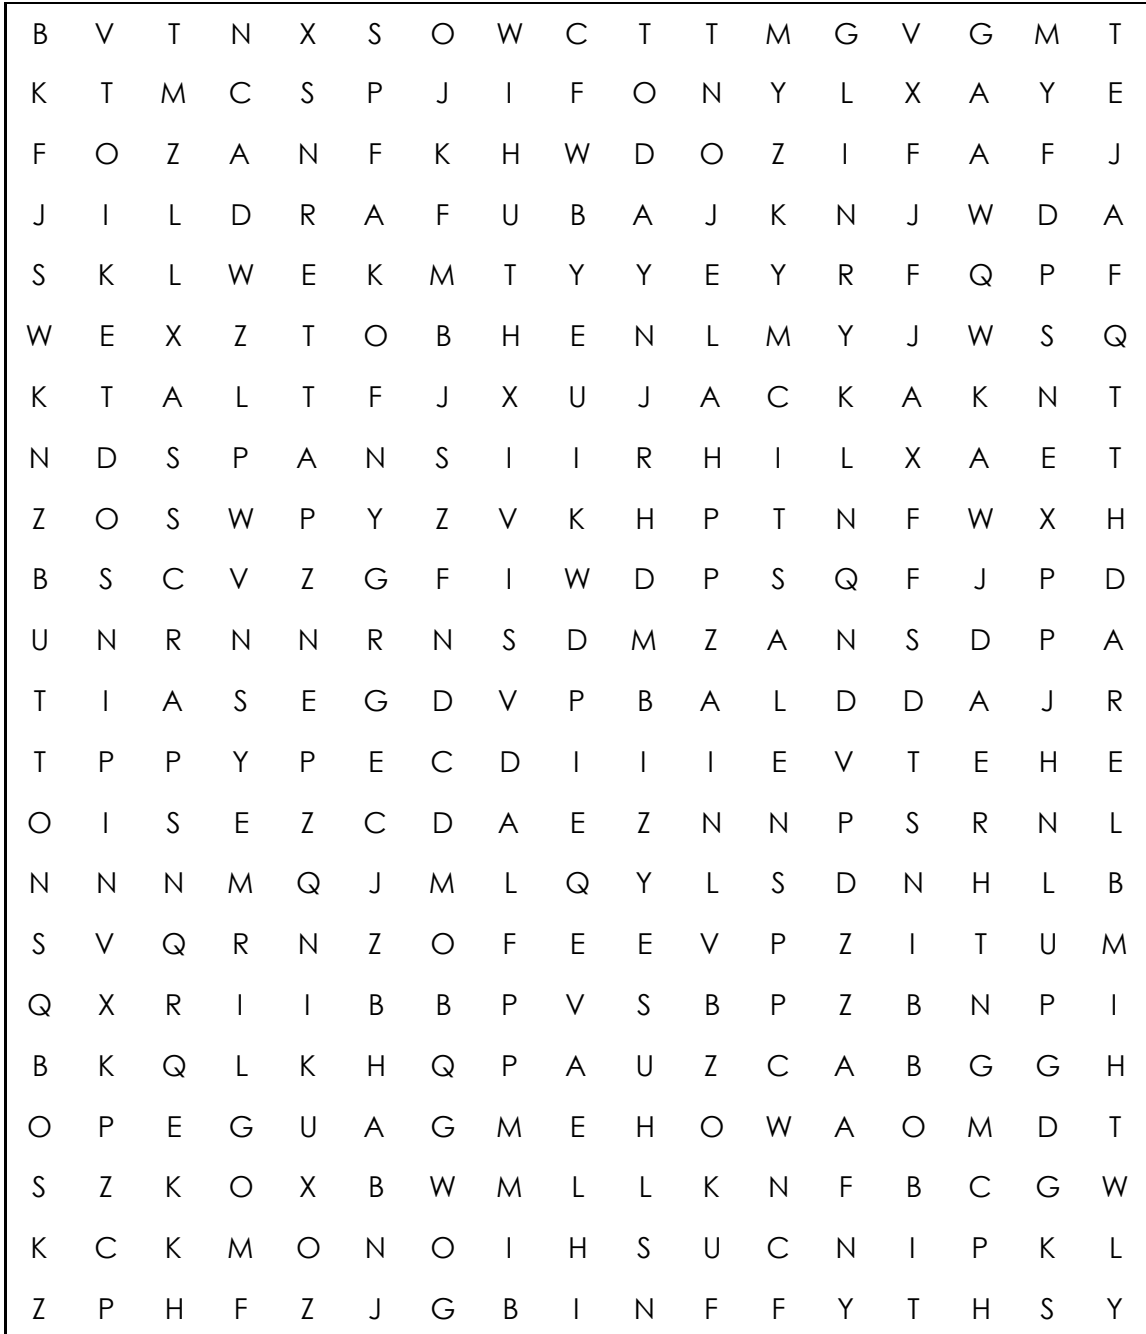 B V T N X S O W C T T M G V G M T
K T M C S P J I F O N Y L X A Y E
F O Z A N F K H W D O Z I F A F J
J I L D R A F U B A J K N J W D A
S K L W E K M T Y Y E Y R F Q P F
W E X Z T O B H E N L M Y J W S Q
K T A L T F J X U J A C K A K N T
N D S P A N S I I R H I L X A E T
Z O S W P Y Z V K H P T N F W X H
B S C V Z G F I W D P S Q F J P D
U N R N N R N S D M Z A N S D P A
T I A S E G D V P B A L D D A J R
T P P Y P E C D I I I E V T E H E
O I S E Z C D A E Z N N P S R N L
N N N M Q J M L Q Y L S D N H L B
S V Q R N Z O F E E V P Z I T U M
Q X R I I B B P V S B P Z B N P I
B K Q L K H Q P A U Z C A B G G H
O P E G U A G M E H O W A O M D T
S Z K O X B W M L L K N F B C G W
K C K M O N O I H S U C N I P K L
Z P H F Z J G B I N F F Y T H S Y